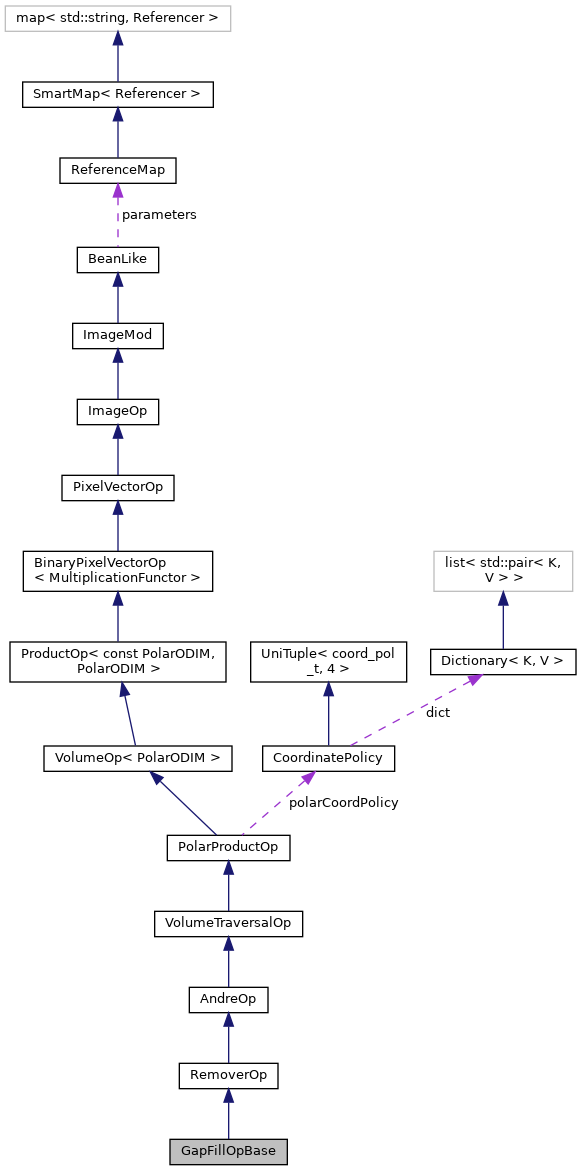 map< std::string, Referencer >
SmartMap< Referencer >
ReferenceMap
parameters
BeanLike
ImageMod
ImageOp
PixelVectorOp
BinaryPixelVectorOp
< MultiplicationFunctor >
list< std::pair< K,
V > >
ProductOp< const PolarODIM,
PolarODIM >
UniTuple< coord_pol
_t, 4 >
Dictionary< K, V >
dict
VolumeOp< PolarODIM >
CoordinatePolicy
polarCoordPolicy
PolarProductOp
VolumeTraversalOp
AndreOp
RemoverOp
GapFillOpBase